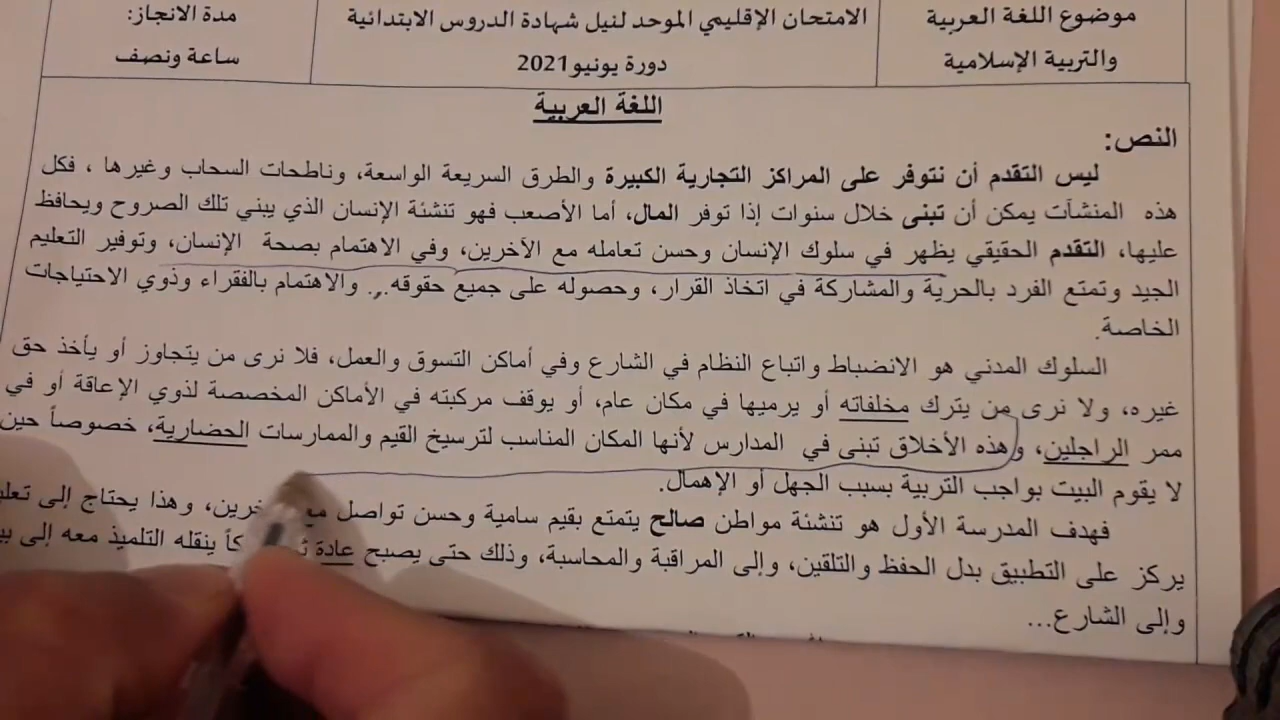 موضوع اللغة العربية
والتربية الإسلامية
الامتحان الإقليمي الموحد لنيل شهادة الدروس الابتدائية
دورة يونيو 2021
مدة الانجاز:
ساعة ونصف
اللغة العربية
النص:
ليس التقدم أن نتوفر على المراكز التجارية الكبيرة والطرق السريعة الواسعة، وناطحات السحاب وغيرها ، فكل
هذه المنشآت يمكن أن تبنى خلال سنوات إذا توفر المال، أما الأصعب فهو تنشئة الإنسان الذي يبني تلك الصروح ويحافظ
عليها، التقدم الحقيقي يظهر في سلوك الإنسان وحسن تعامله مع الآخرين، وفي الاهتمام بصحة الإنسان، وتوفير التعليم
الجيد وتمتع الفرد بالحرية والمشاركة في اتخاذ القرار، وحصوله على جميع حقوقه... والاهتمام بالفقراء وذوي الاحتياجات
الخاصة.
السلوك المدني هو الانضباط واتباع النظام في الشارع وفي أماكن التسوق والعمل، فلا نرى من يتجاوز أو يأخذ حق
غيره، ولا نرى من يترك مخلفاته أو يرميها في مكان عام، أو يوقف مركبته في الأماكن المخصصة لذوي الإعاقة أو في
ممر الراجلين، وهذه الأخلاق تبنى في المدارس لأنها المكان المناسب لترسيخ القيم والممارسات الحضارية، خصوصاً حين
لا يقوم البيت بواجب التربية بسبب الجهل أو الإهمال.
فهدف المدرسة الأول هو تنشئة مواطن صالح يتمتع بقيم سامية وحسن تواصل وهذا يحتاج إلى
يركز على التطبيق بدل الحفظ والتلقين، وإلى المراقبة والمحاسبة، وذلك حتى يصبح عادة ينقله التلميذ معه إلى
وإلى الشارع...